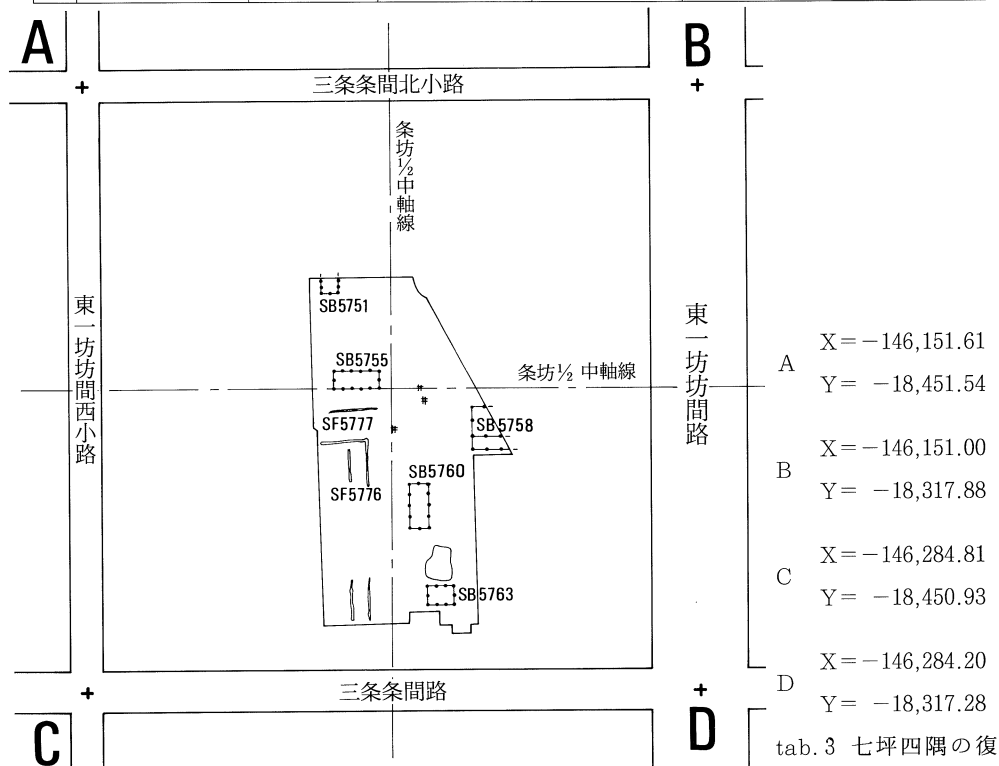 A
B
三条条間北小路
条坊½中軸線
SB5751
東一坊坊間西小路
東一坊坊間路
SB5755
条坊½中軸線
SF5777
SB5758
SB5760
SF5776
SB5763
三条条間路
C
D
A
X=-146,151.61
Y= -18,451.54
B
X=-146,151.00
Y= -18,317.88
C
X=-146,284.81
Y= -18,450.93
D
X=-146,284.20
Y= -18,317.28
tab.3 七坪四隅の復